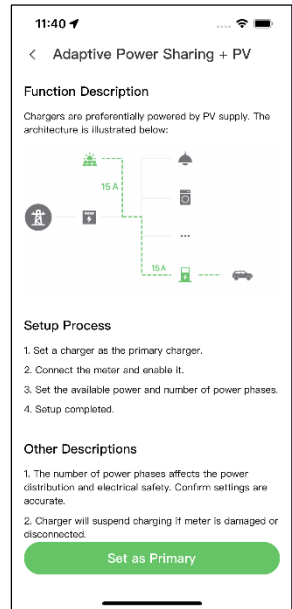 11:40
< Adaptive Power Sharing + PV
Function Description
Chargers are preferentially powered by PV supply. The
architecture is illustrated below:
15 A
...
15A
Setup Process
1. Set a charger as the primary charger.
2. Connect the meter and enable it.
3. Set the available power and number of power phases.
4. Setup completed.
Other Descriptions
1. The number of power phases affects the power
distribution and electrical safety. Confirm settings are
accurate.
2. Charger will suspend charging if meter is damaged or
disconnected.
Set as Primary